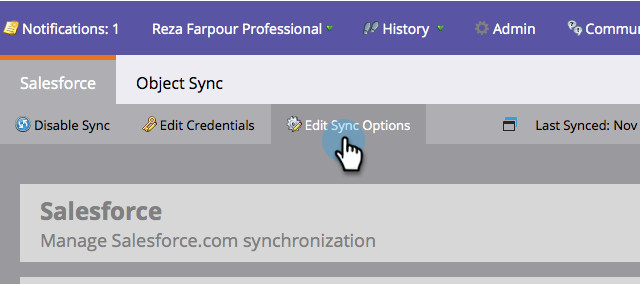 Notifications: 1 Reza Farpour Professional History Admin Commu
Salesforce Object Sync
Disable Sync Edit Credentials Edit Sync Options Last Synced: Nov
Salesforce
Manage Salesforce.com synchronization